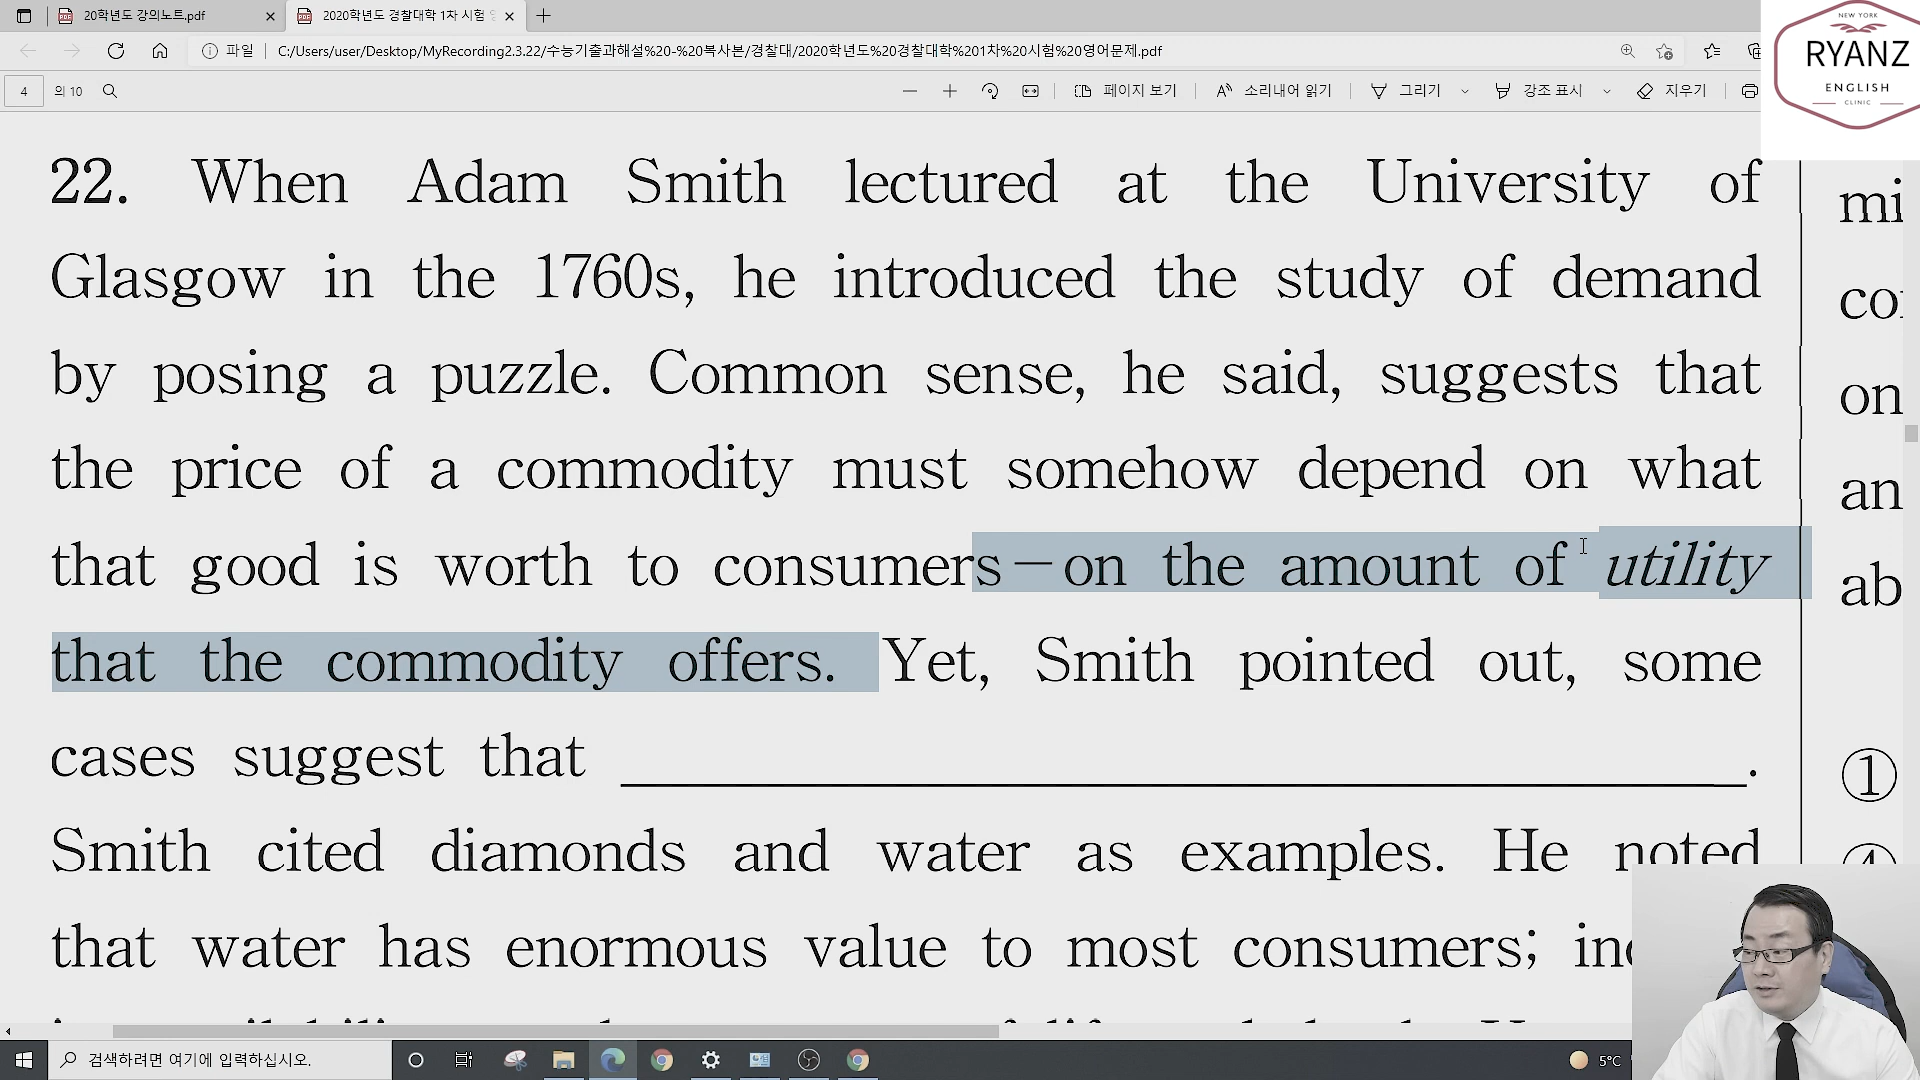 20학년도 강의노트.pdf
2020학년도 경찰대학 1차 시험
파일 C:/Users/user/Desktop/MyRecording2.3.22/수능기출과해설%20-%20복사본/경찰대/2020학년도%20경찰대학%201차%20시험%20영어문제.pdf
4 의 10 페이지 보기 소리내어 읽기 그리기 강조 표시 지우기
NEW YORK
RYANZ
ENGLISH
CLINIC
22. When Adam Smith lectured at the University of
Glasgow in the 1760s, he introduced the study of demand
by posing a puzzle. Common sense, he said, suggests that
the price of a commodity must somehow depend on what
that good is worth to consumers—on the amount of utility
that the commodity offers. Yet, Smith pointed out, some
cases suggest that ____________.
Smith cited diamonds and water as examples. He noted
that water has enormous value to most consumers;
mi
on
an
ab
①
검색하려면 여기에 입력하십시오.
5°C